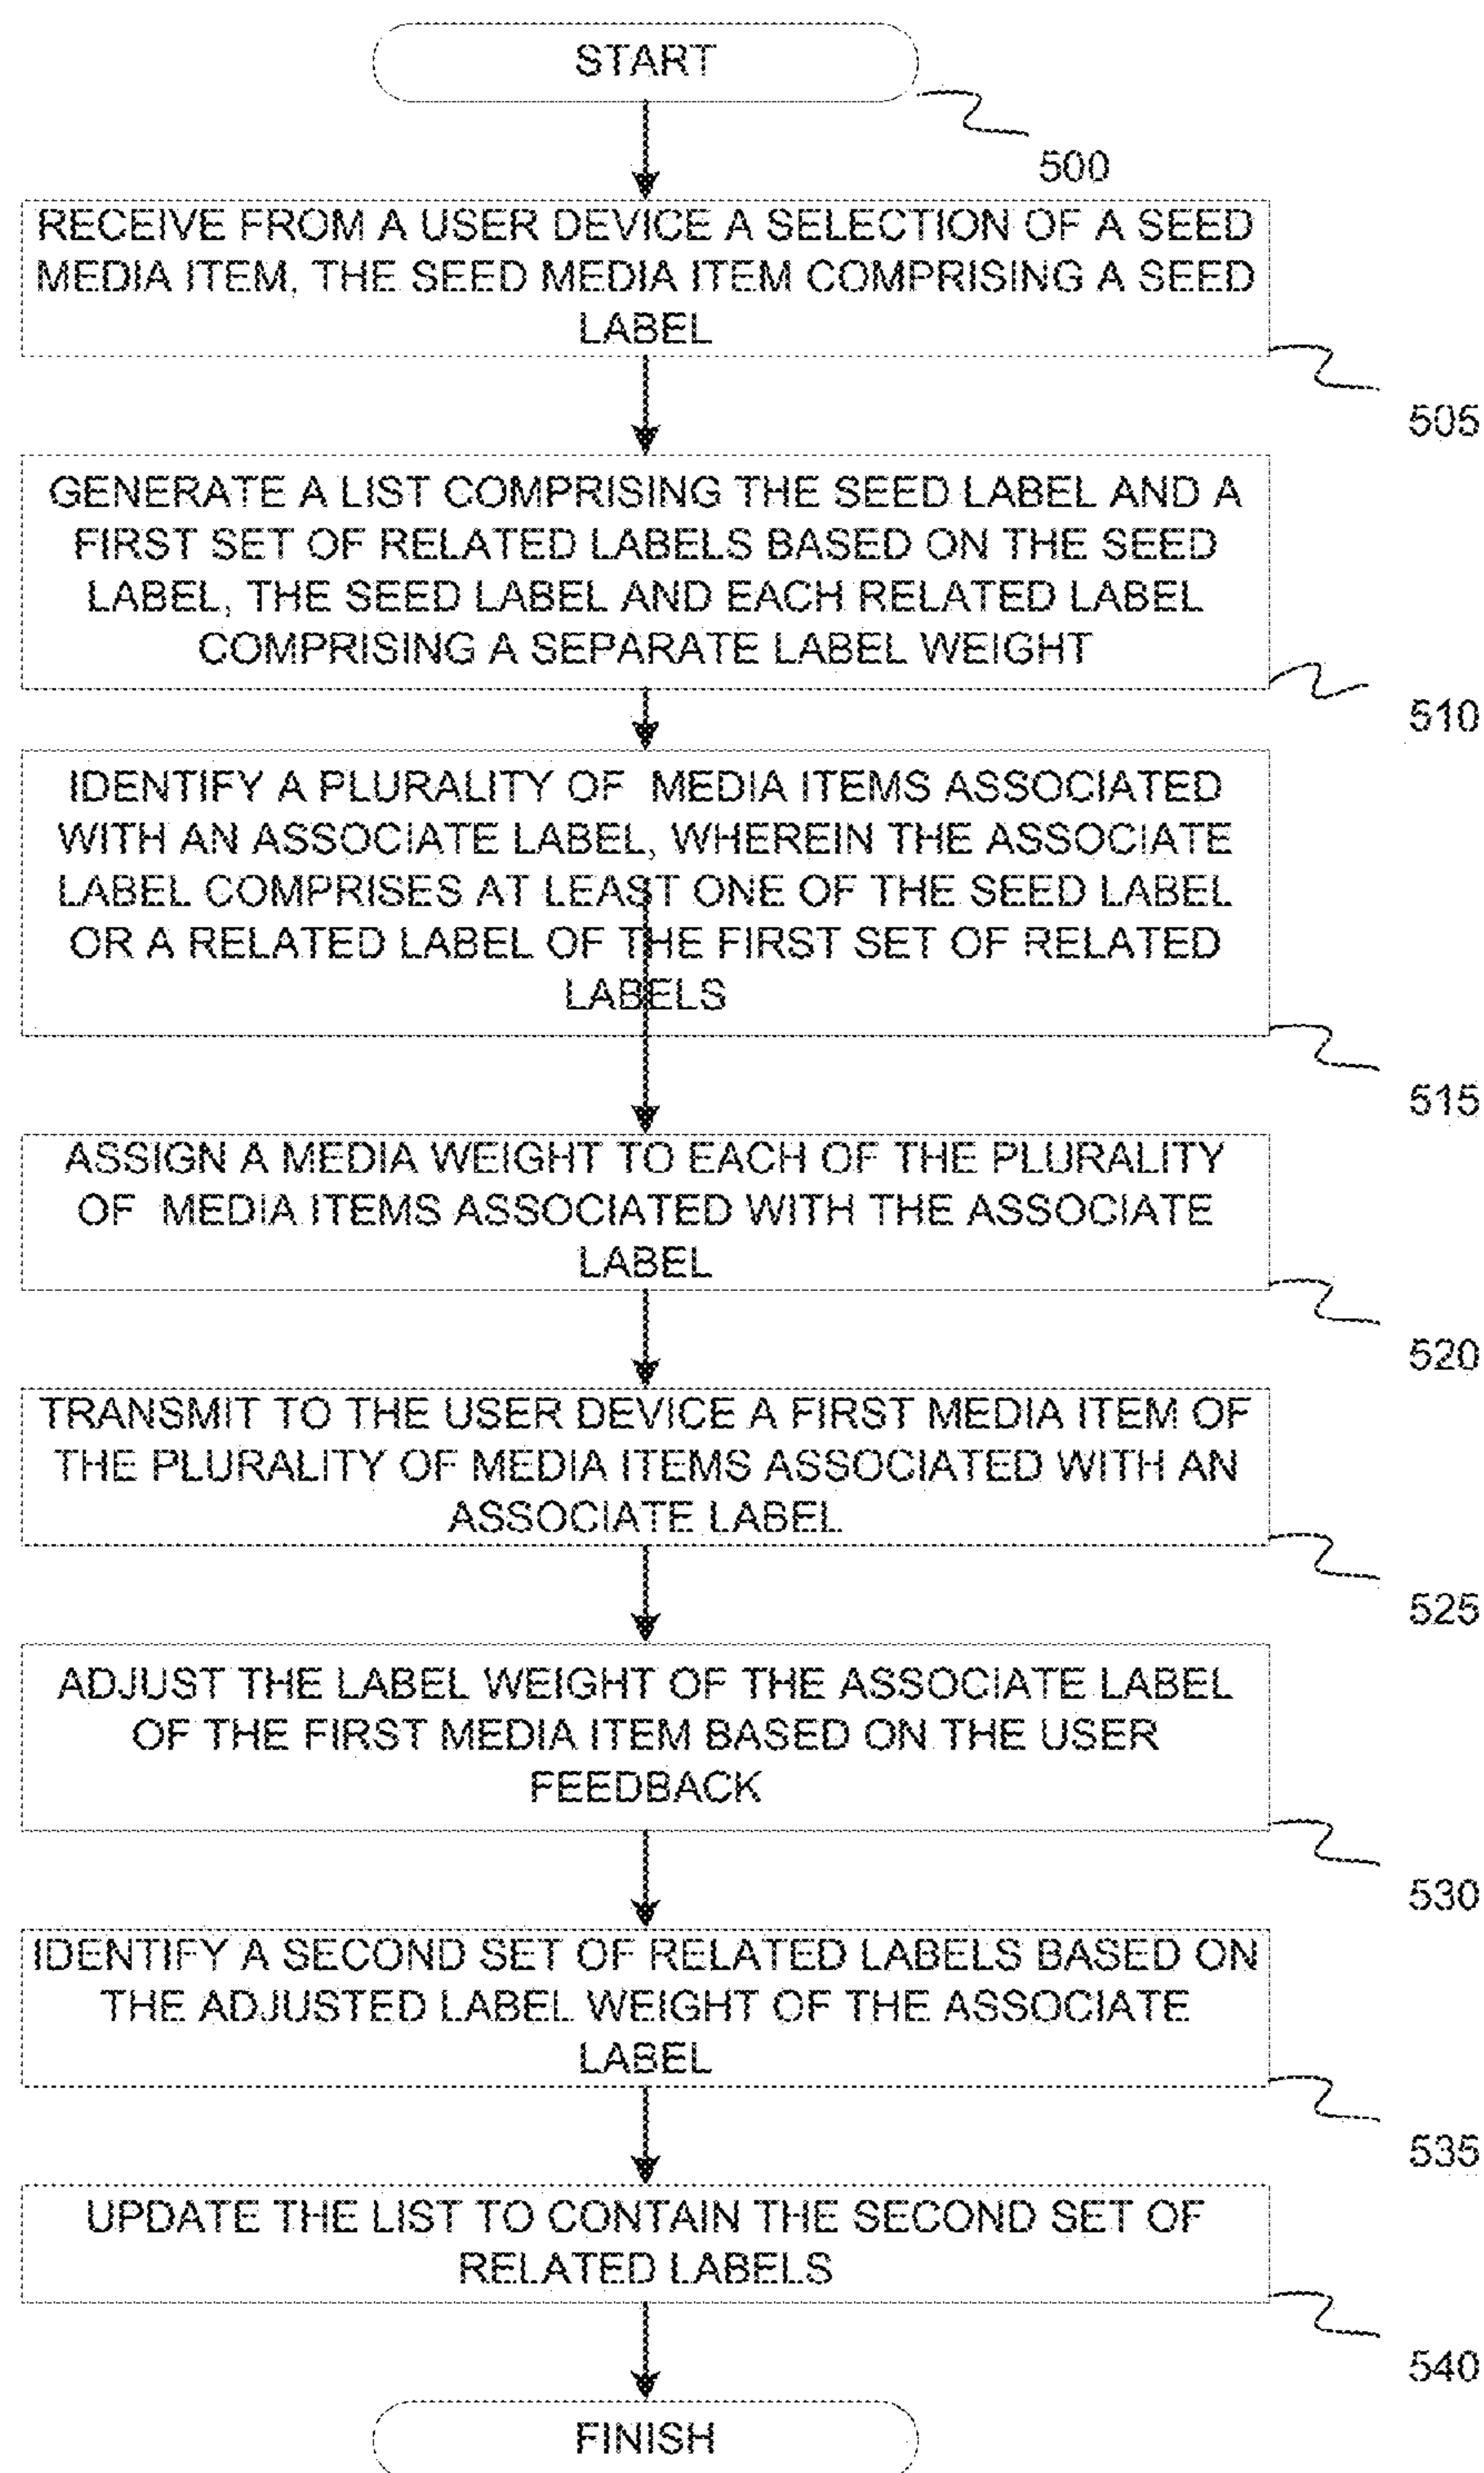 START
500
RECEIVE FROM A USER DEVICE A SELECTION OF A SEED
MEDIA ITEM, THE SEED MEDIA ITEM COMPRISING A SEED
LABEL
505
GENERATE A LIST COMPRISING THE SEED LABEL AND A
FIRST SET OF RELATED LABELS BASED ON THE SEED
LABEL, THE SEED LABEL AND EACH RELATED LABEL
COMPRISING A SEPARATE LABEL WEIGHT
510
IDENTIFY A PLURALITY OF MEDIA ITEMS ASSOCIATED
WITH AN ASSOCIATE LABEL, WHEREIN THE ASSOCIATE
LABEL COMPRISES AT LEAST ONE OF THE SEED LABEL
OR A RELATED LABEL OF THE FIRST SET OF RELATED
LABELS
515
ASSIGN A MEDIA WEIGHT TO EACH OF THE PLURALITY
OF MEDIA ITEMS ASSOCIATED WITH THE ASSOCIATE
LABEL
520
TRANSMIT TO THE USER DEVICE A FIRST MEDIA ITEM OF
THE PLURALITY OF MEDIA ITEMS ASSOCIATED WITH AN
ASSOCIATE LABEL
525
ADJUST THE LABEL WEIGHT OF THE ASSOCIATE LABEL
OF THE FIRST MEDIA ITEM BASED ON THE USER
FEEDBACK
530
IDENTIFY A SECOND SET OF RELATED LABELS BASED ON
THE ADJUSTED LABEL WEIGHT OF THE ASSOCIATE
LABEL
535
UPDATE THE LIST TO CONTAIN THE SECOND SET OF
RELATED LABELS
540
FINISH